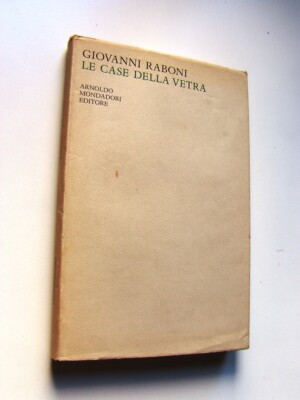 GIOVANNI RABONI
LE CASE DELLA VETRA
ARNOLDO
MONDADORI
EDITORE